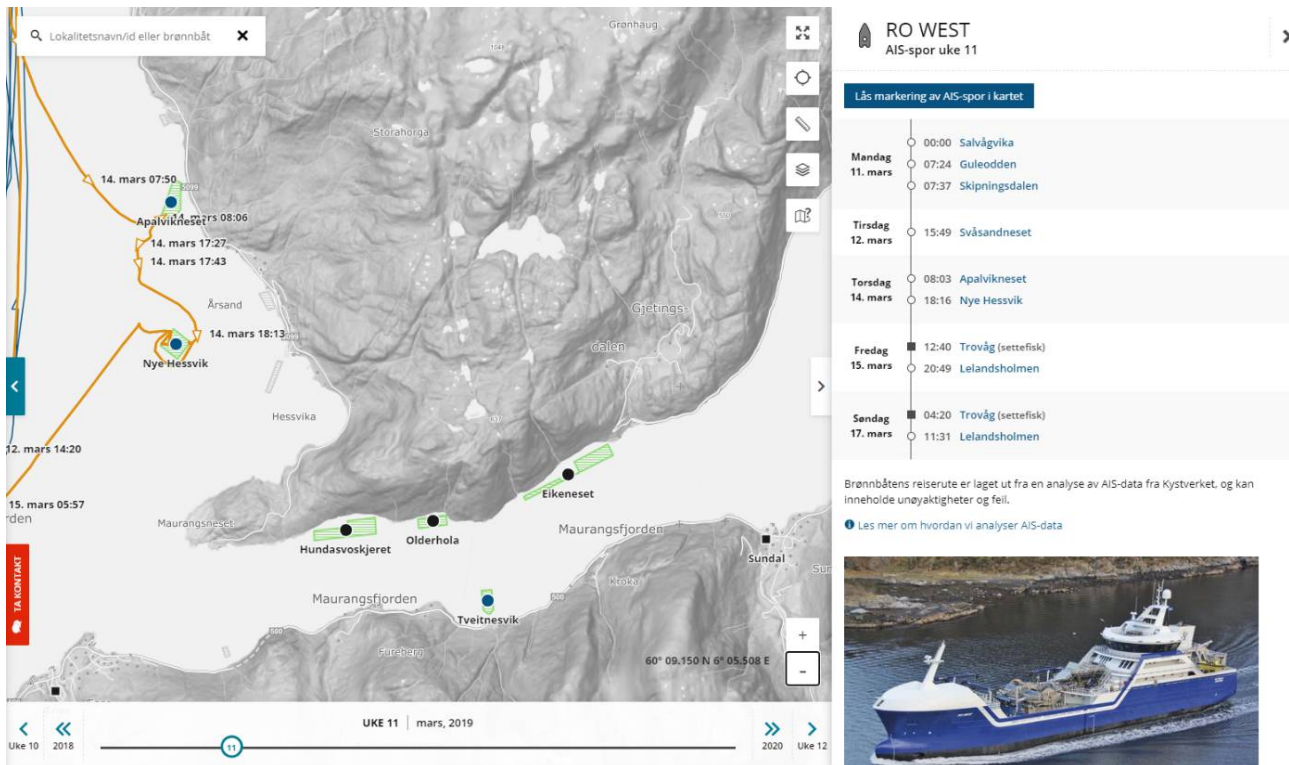 Lokalitetsnavn/id eller brønnbåt
Grønhaug
1048
Storahorga
14. mars 07:50
Apalvikneset
14. mars 08:06
14. mars 17:27
14. mars 17:43
550
Årsand
Gjetings-
dalen
14. mars 18:13
Nye Hessvik
Hessvika
637
12. mars 14:20
15. mars 05:57
Eikeneset
Maurangsneset
Maurangsfjorden
Hundasvoskjeret
Olderhola
Sundal
TA KONTAKT
Kroka
Maurangsfjorden
Tveitnesvik
500
500
Fureberg
60° 09.150 N 6° 05.508 E
+
-
UKE 11 | mars, 2019
Uke 10
2018
11
2020
Uke 12
RO WEST
AIS-spor uke 11
Lås markering av AIS-spor i kartet
Mandag
11. mars
00:00 Salvågvika
07:24 Guleodden
07:37 Skipningsdalen
Tirsdag
12. mars
15:49 Svåsandneset
Torsdag
14. mars
08:03 Apalvikneset
18:16 Nye Hessvik
Fredag
15. mars
12:40 Trovåg (settefisk)
20:49 Lelandsholmen
Søndag
17. mars
04:20 Trovåg (settefisk)
11:31 Lelandsholmen
Brønnbåtens reiserute er laget ut fra en analyse av AIS-data fra Kystverket, og kan
inneholde unøyaktigheter og feil.
Les mer om hvordan vi analyser AIS-data